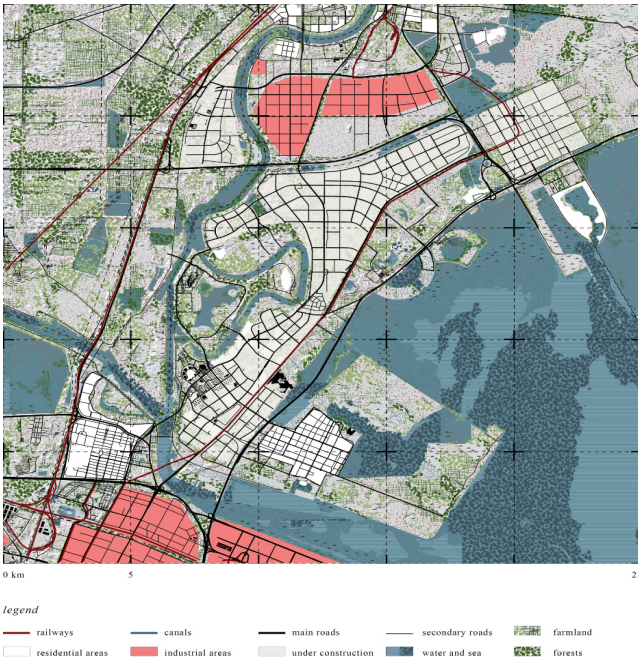 0 km 5 2
legend
railways canals main roads secondary roads farmland
residential areas industrial areas under construction water and sea forests